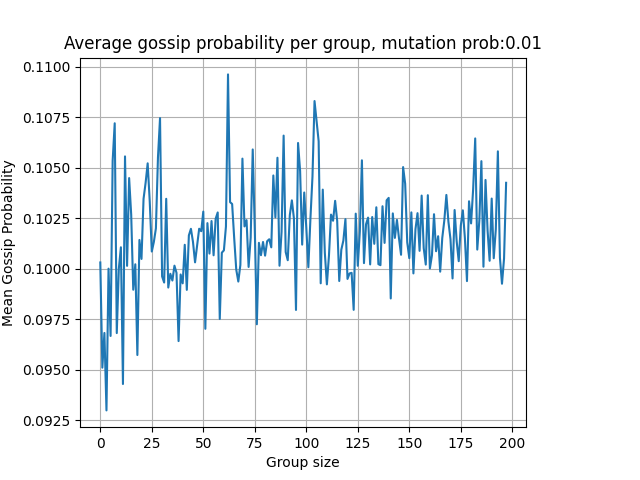 Average gossip probability per group, mutation prob:0.01
0.1100
0.1075
0.1050
0.1025
0.1000
0.0975
0.0950
0.0925
Mean Gossip Probability
0 25 50 75 100 125 150 175 200
Group size